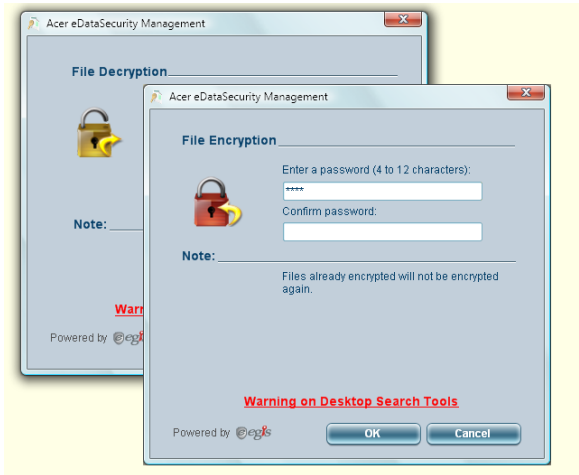 Acer eDataSecurity Management
File Decryption
Note:
Warn
Powered by eegis
Acer eDataSecurity Management
File Encryption
Enter a password (4 to 12 characters):
****
Confirm password:
Note:
Files already encrypted will not be encrypted
again.
Warning on Desktop Search Tools
Powered by egis
OK Cancel